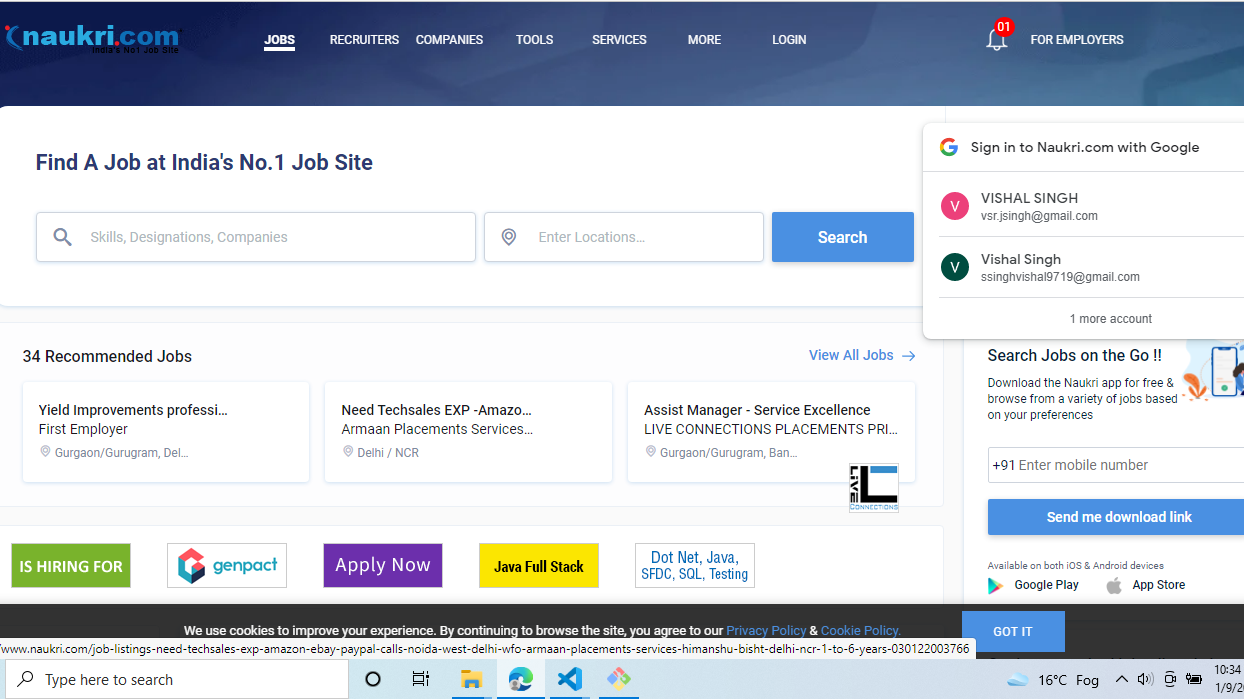 naukri.com
India's No1 Job Site
JOBS
RECRUITERS
COMPANIES
TOOLS
SERVICES
MORE
LOGIN
01
FOR EMPLOYERS
Find A Job at India's No.1 Job Site
Skills, Designations, Companies
Enter Locations...
Search
Sign in to Naukri.com with Google
V
VISHAL SINGH
vsr.jsingh@gmail.com
V
Vishal Singh
ssinghvishal9719@gmail.com
1 more account
34 Recommended Jobs
View All Jobs
Yield Improvements professi...
First Employer
Gurgaon/Gurugram, Del...
Need Techsales EXP -Amazo...
Armaan Placements Services...
Delhi / NCR
Assist Manager - Service Excellence
LIVE CONNECTIONS PLACEMENTS PRI...
Gurgaon/Gurugram, Ban...
LIVE
CONNECTIONS
Search Jobs on the Go !!
Download the Naukri app for free &
browse from a variety of jobs based
on your preferences
+91 Enter mobile number
Send me download link
Available on both iOS & Android devices
Google Play
App Store
IS HIRING FOR
genpact
Apply Now
Java Full Stack
Dot Net, Java,
SFDC, SQL, Testing
We use cookies to improve your experience. By continuing to browse the site, you agree to our Privacy Policy & Cookie Policy.
GOT IT
/www.naukri.com/job-listings-need-techsales-exp-amazon-ebay-paypal-calls-noida-west-delhi-wfo-armaan-placements-services-himanshu-bisht-delhi-ncr-1-to-6-years-030122003766
Type here to search
16°C Fog
10:34
1/9/20